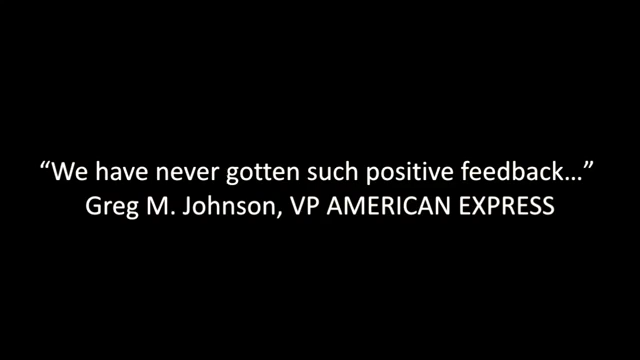 “We have never gotten such positive feedback…”
Greg M. Johnson, VP AMERICAN EXPRESS